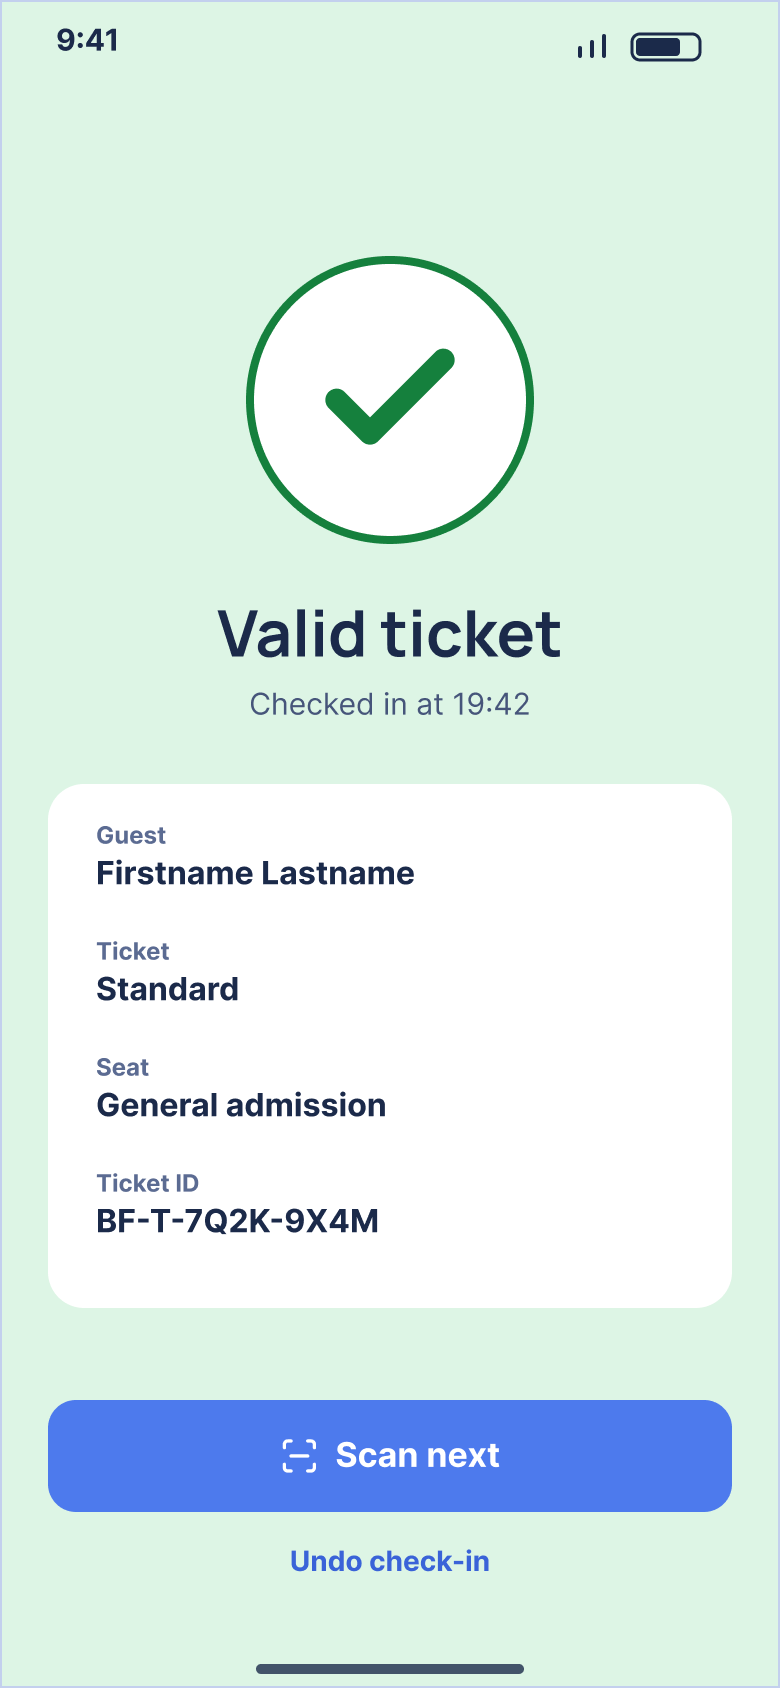 9:41
Valid ticket
Checked in at 19:42
Guest
Firstname Lastname
Ticket
Standard
Seat
General admission
Ticket ID
BF-T-7Q2K-9X4M
Scan next
Undo check-in